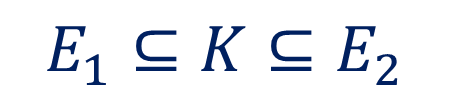 E₁ ⊆ K ⊆ E₂